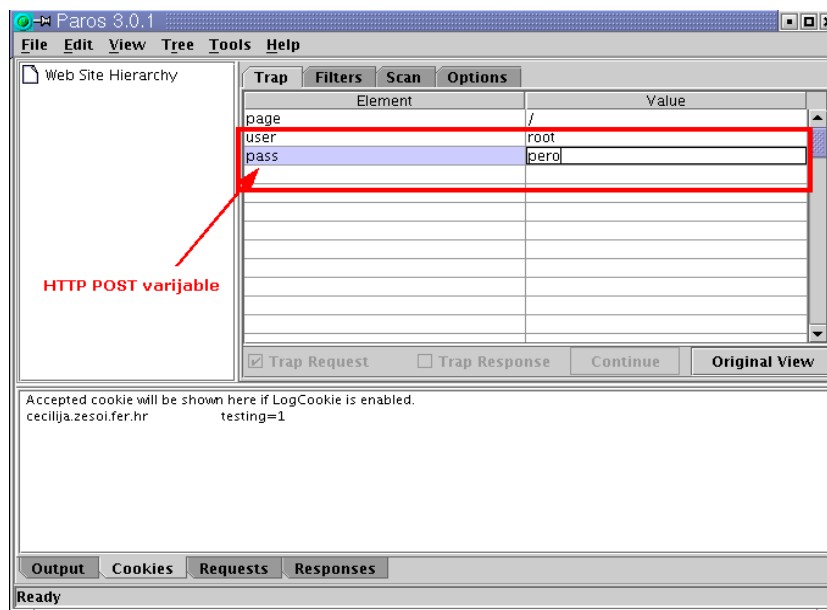 Paros 3.0.1
File Edit View Tree Tools Help
Web Site Hierarchy
Trap Filters Scan Options
Element Value
page /
user root
pass pero
HTTP POST varijable
Trap Request Trap Response Continue Original View
Accepted cookie will be shown here if LogCookie is enabled.
cecilija.zesoi.fer.hr testing=1
Output Cookies Requests Responses
Ready